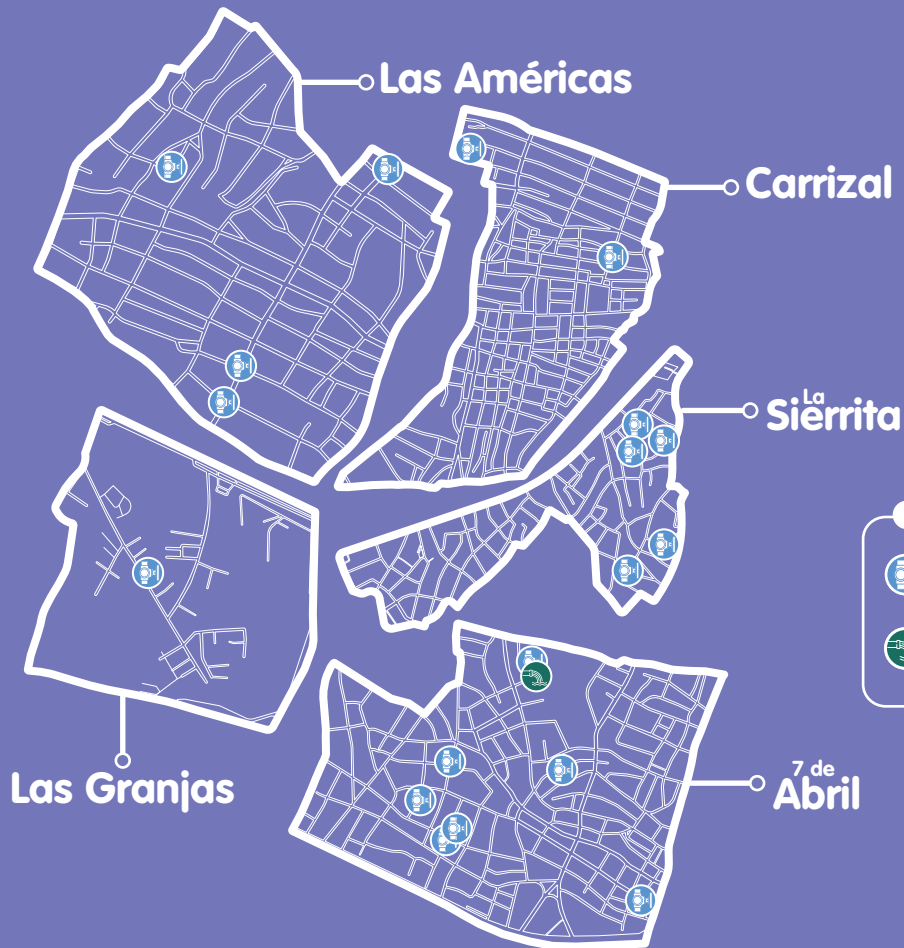 Las Américas
Carrizal
La
Sierrita
Las Granjas
7 de
Abril